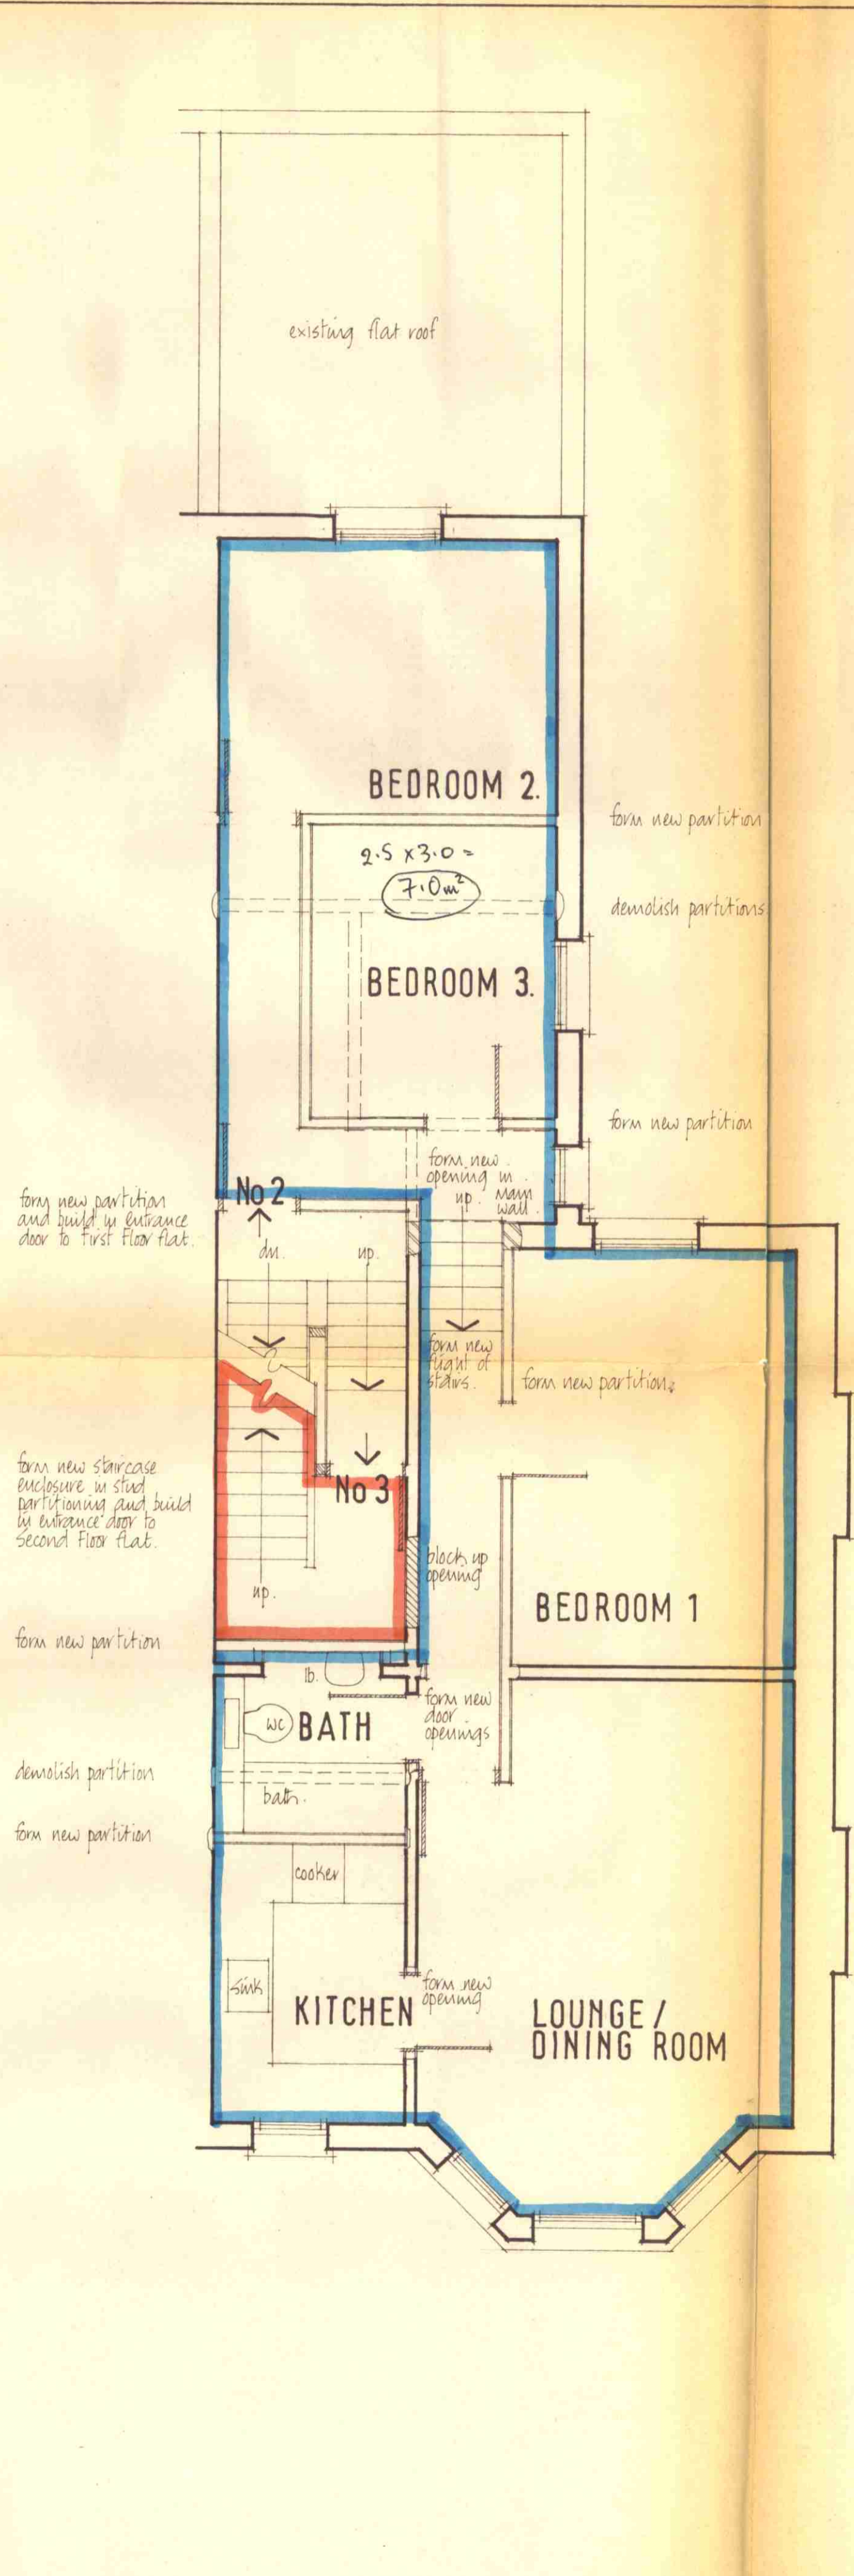 existing flat roof
BEDROOM 2.
form new partition
2.5 x 3.0 =
7.0m²
demolish partitions
BEDROOM 3.
form new partition
form new
opening in
main
wall.
up.
No 2
form new partition
and build in entrance
door to first floor flat.
dn.
up.
form new
flight of
stairs.
form new partition.
form new staircase
enclosure in stud
partitioning and build
in entrance door to
Second Floor flat.
No 3
block up
opening
up.
BEDROOM 1
form new partition
lb.
form new
door
openings
WC
BATH
demolish partition
bath.
form new partition
cooker
sink
form new
opening
KITCHEN
LOUNGE /
DINING ROOM